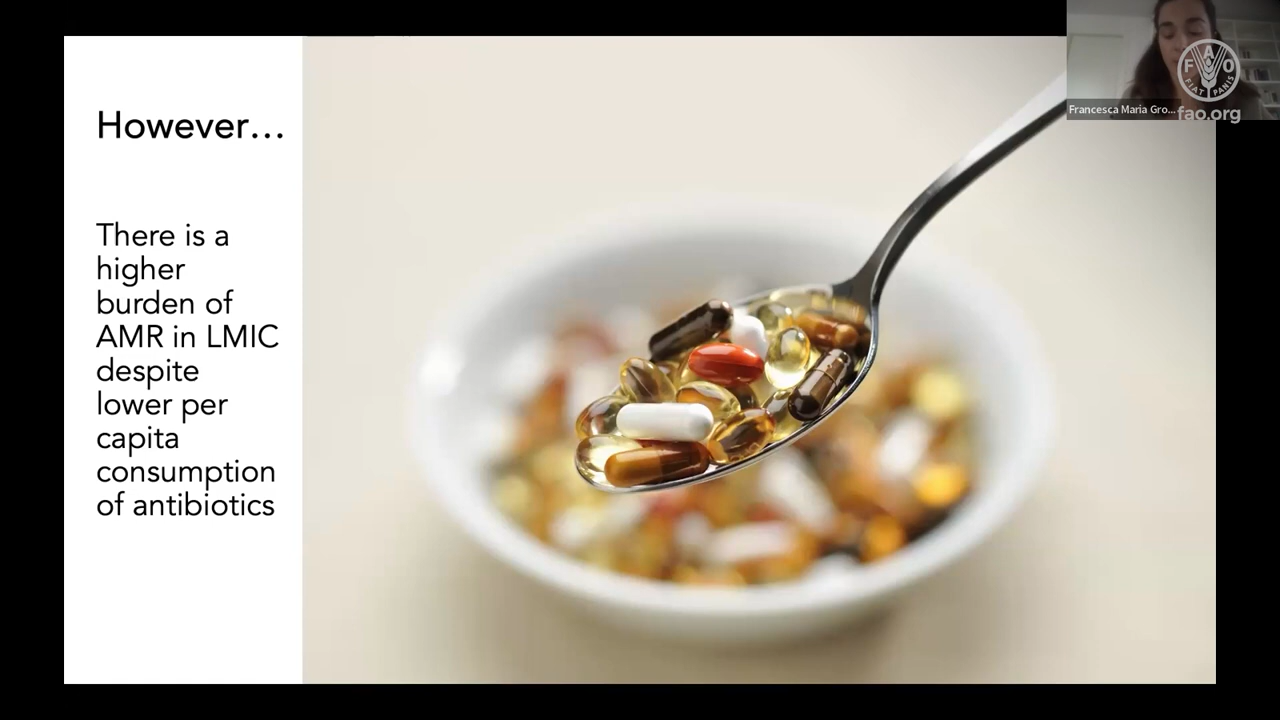 However...
There is a
higher
burden of
AMR in LMIC
despite
lower per
capita
consumption
of antibiotics
FAO
FIAT PANIS
Francesca Maria Gro...
fao.org